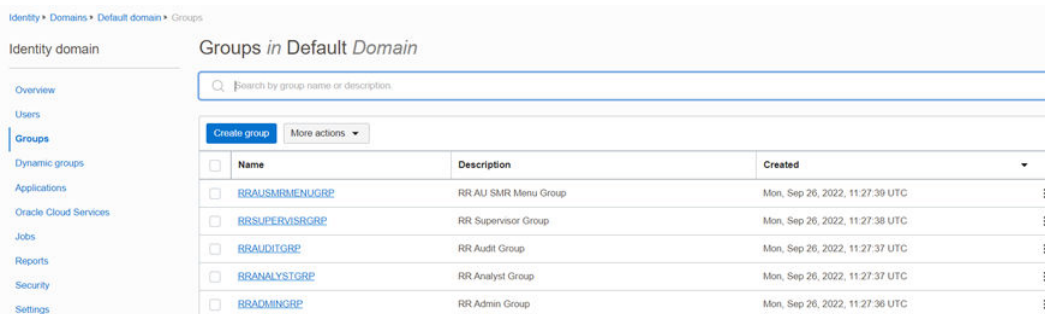 Identity › Domains › Default domain › Groups
Identity domain
Overview
Users
Groups
Dynamic groups
Applications
Oracle Cloud Services
Jobs
Reports
Security
Settings
Groups in Default Domain
Search by group name or description.
Create group More actions
Name Description Created
RRAUSMRMENUGRP RR AU SMR Menu Group Mon, Sep 26, 2022, 11:27:39 UTC
RRSUPERVISRGRP RR Supervisor Group Mon, Sep 26, 2022, 11:27:38 UTC
RRAUDITGRP RR Audit Group Mon, Sep 26, 2022, 11:27:37 UTC
RRANALYSTGRP RR Analyst Group Mon, Sep 26, 2022, 11:27:37 UTC
RRADMINGRP RR Admin Group Mon, Sep 26, 2022, 11:27:36 UTC